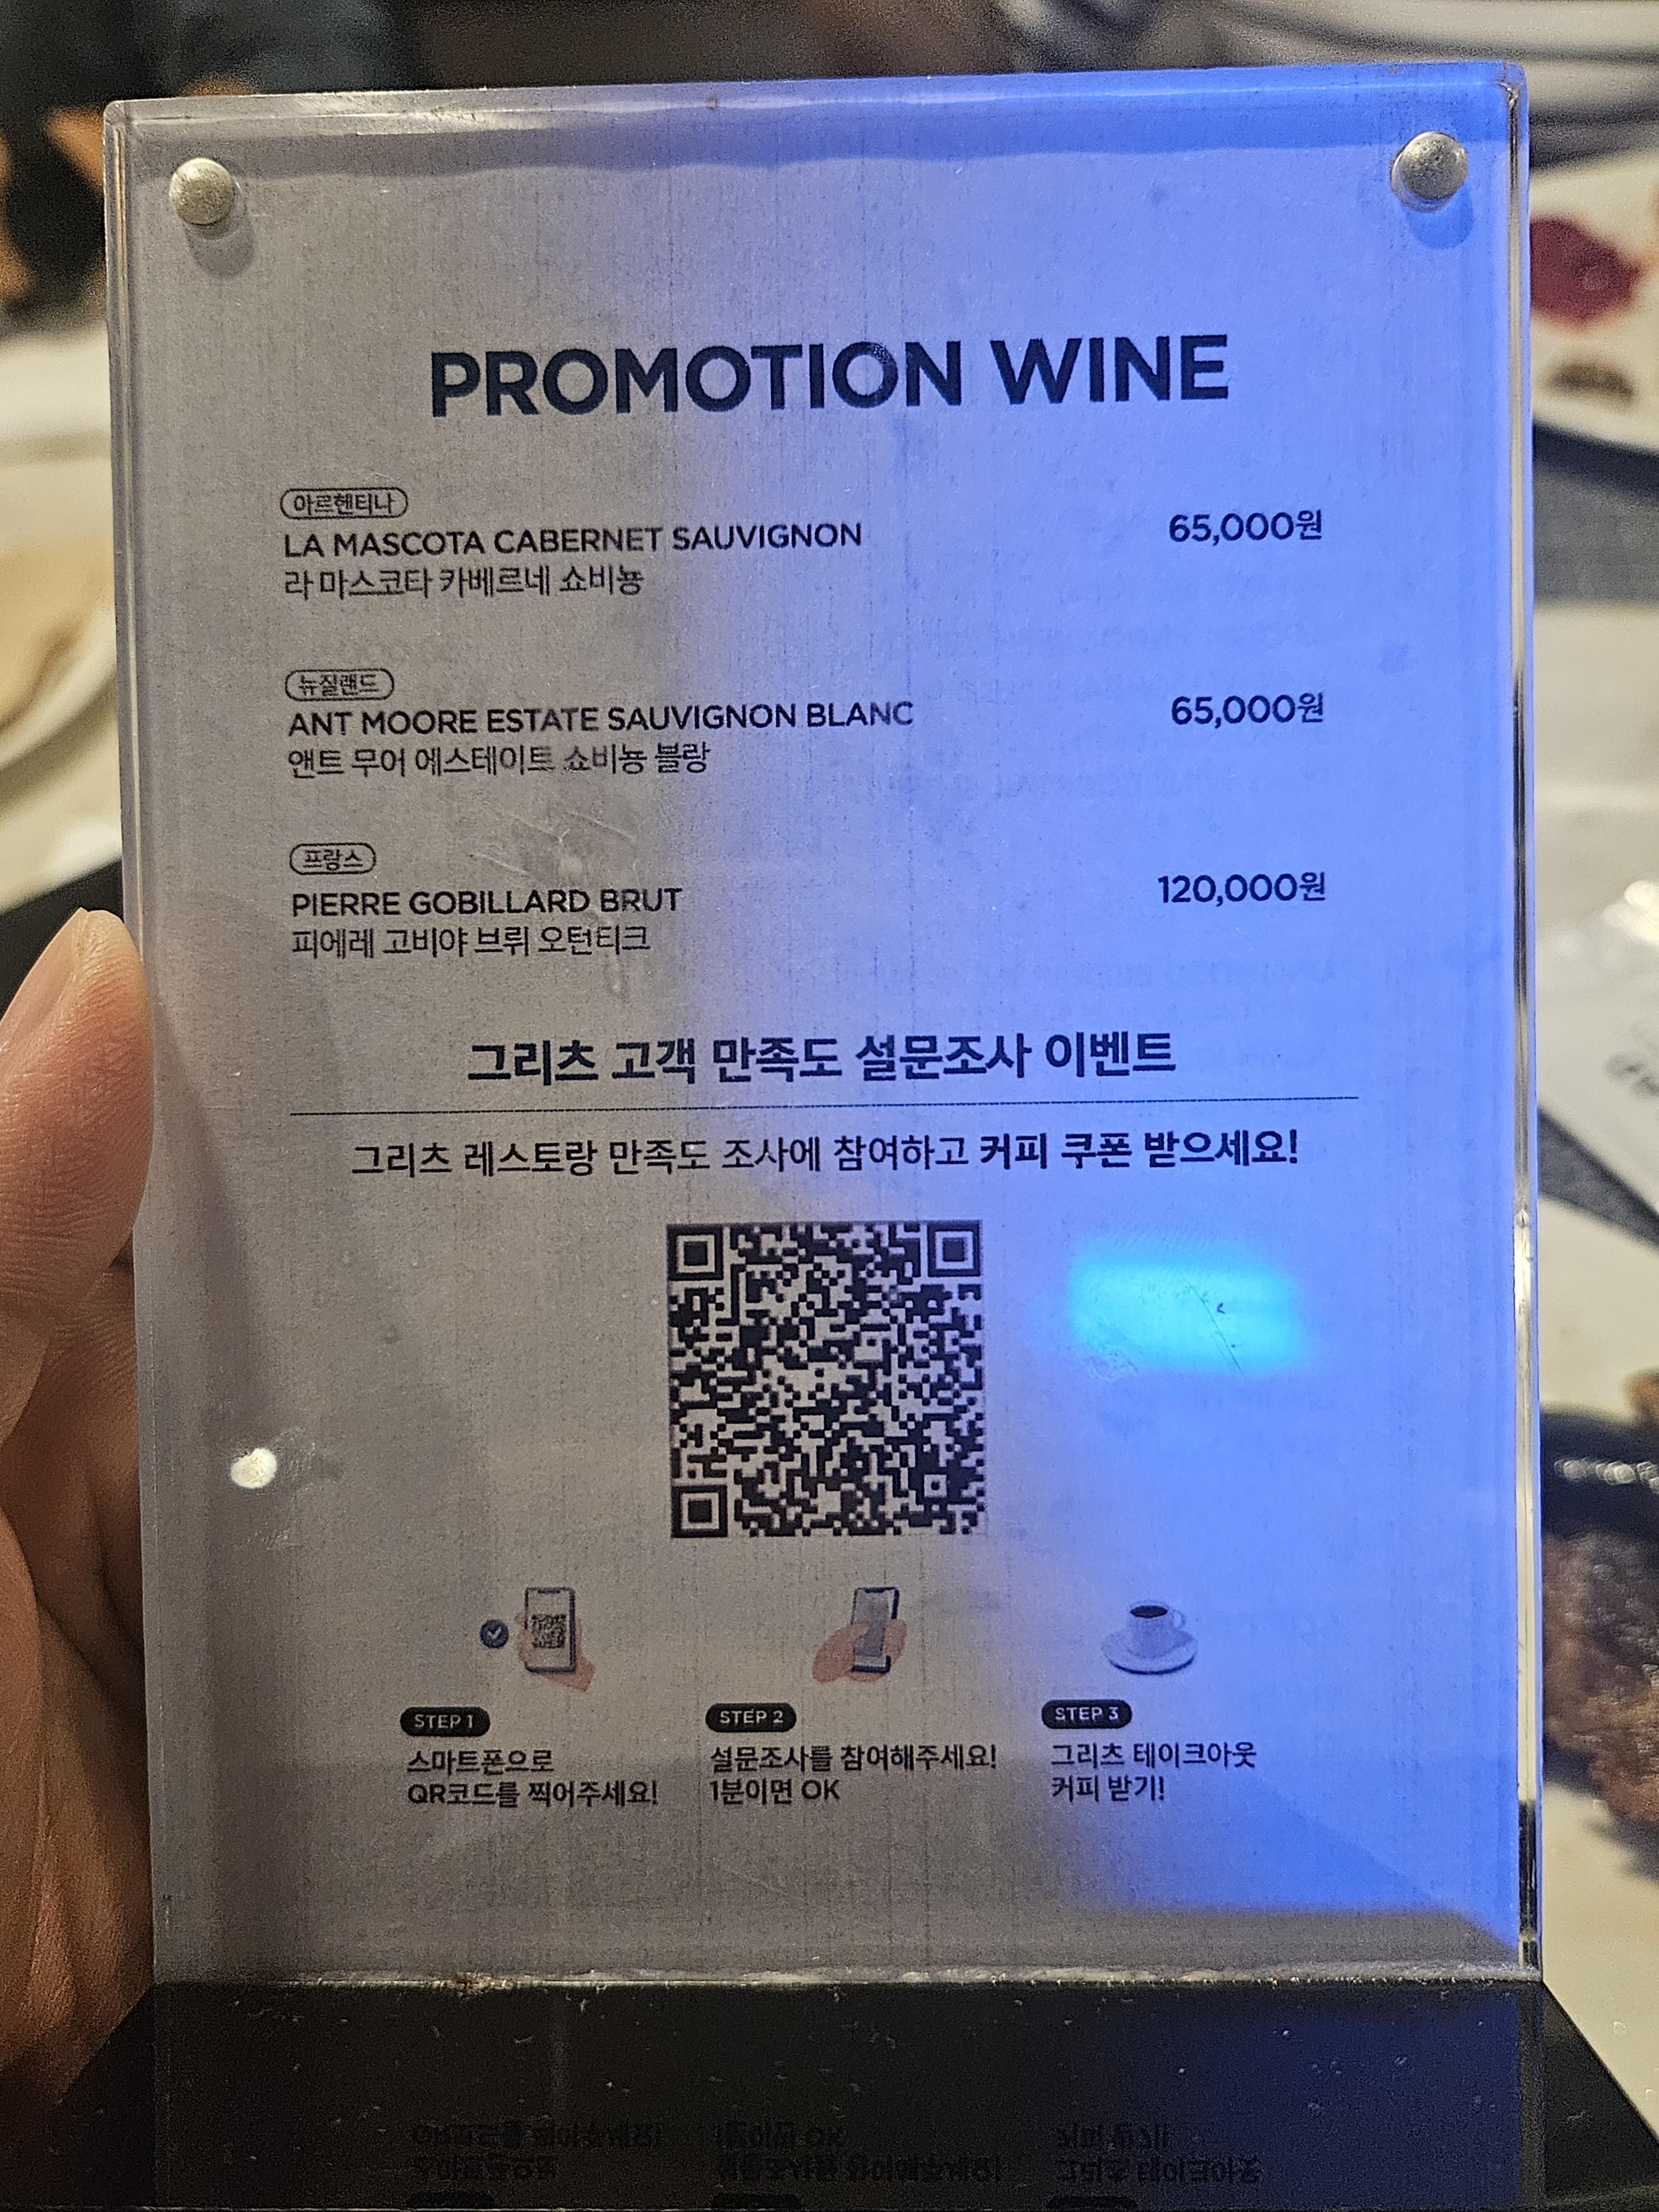 PROMOTION WINE
아르헨티나
LA MASCOTA CABERNET SAUVIGNON 65,000원
라 마스코타 카베르네 쇼비뇽
뉴질랜드
ANT MOORE ESTATE SAUVIGNON BLANC 65,000원
앤트 무어 에스테이트 쇼비뇽 블랑
프랑스
PIERRE GOBILLARD BRUT 120,000원
피에레 고비야 브뤼 오턴티크
그리츠 고객 만족도 설문조사 이벤트
그리츠 레스토랑 만족도 조사에 참여하고 커피 쿠폰 받으세요!
STEP 1
스마트폰으로
QR코드를 찍어주세요!
STEP 2
설문조사를 참여해주세요!
1분이면 OK
STEP 3
그리츠 테이크아웃
커피 받기!